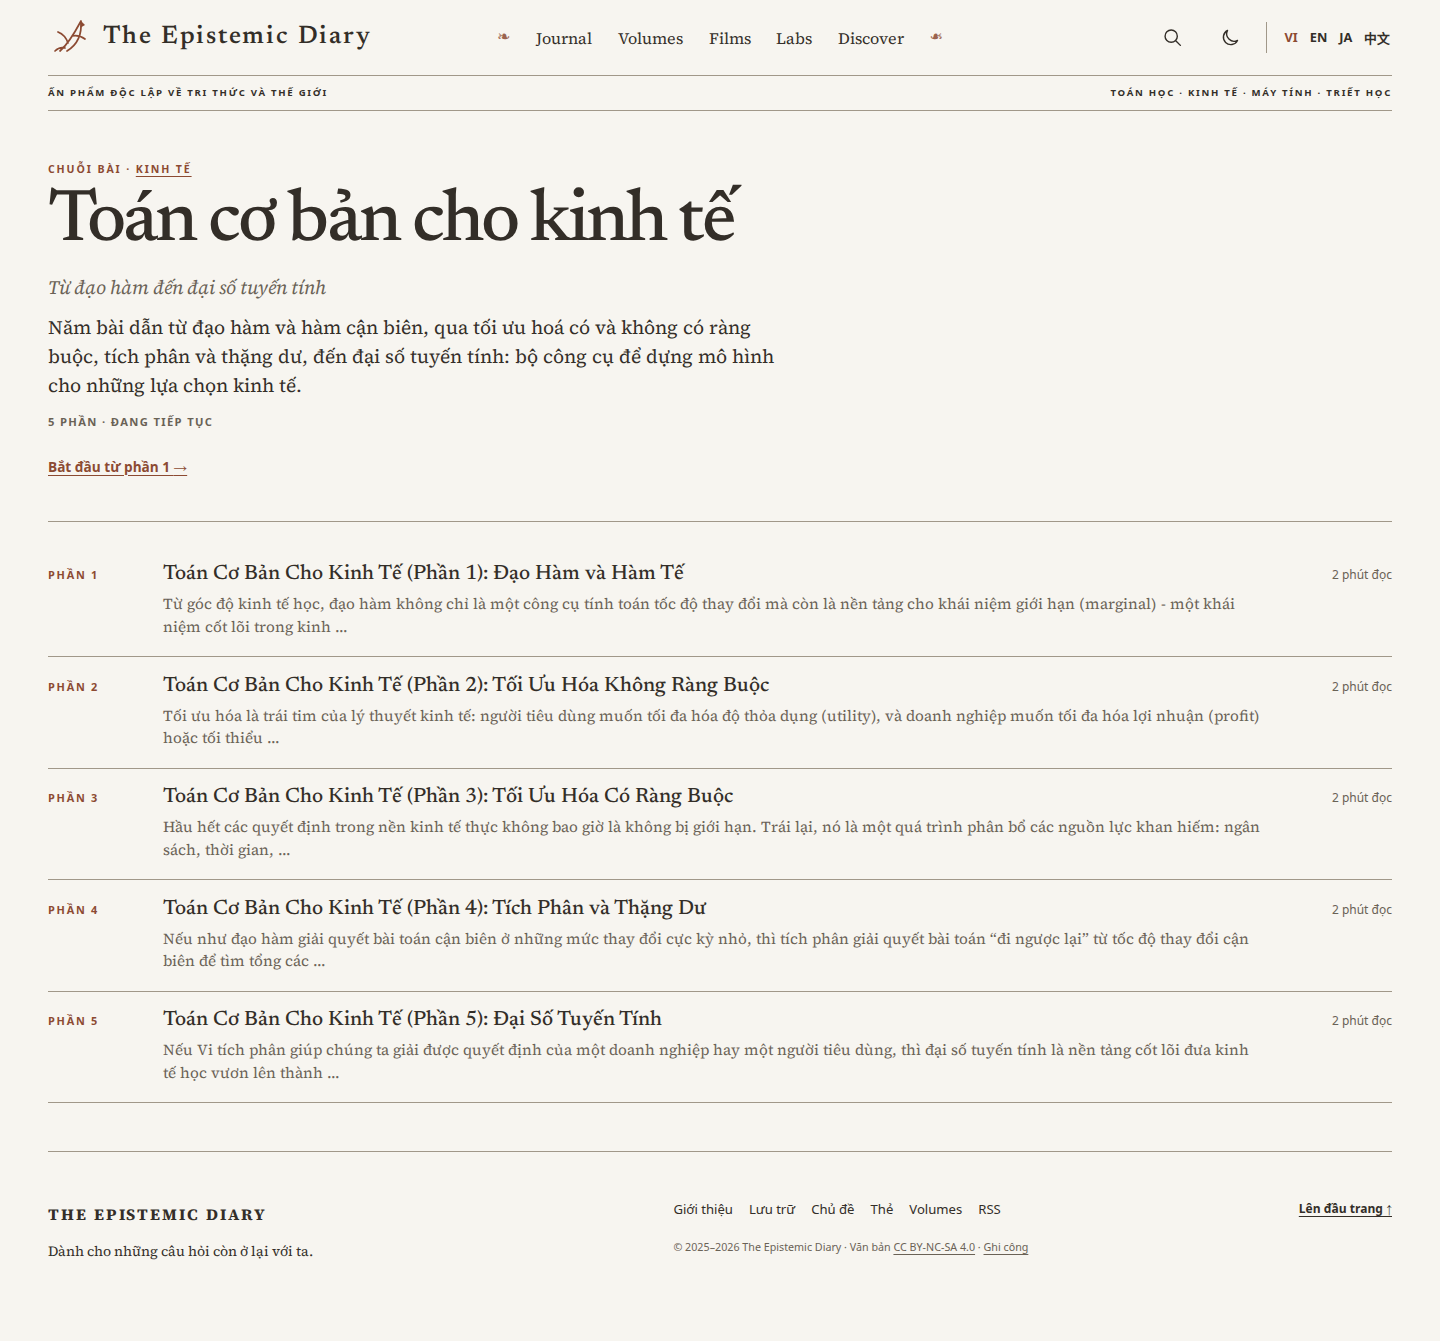 The Epistemic Diary
❧ Journal Volumes Films Labs Discover ☙
VI EN JA 中文
ẤN PHẨM ĐỘC LẬP VỀ TRI THỨC VÀ THẾ GIỚI
TOÁN HỌC · KINH TẾ · MÁY TÍNH · TRIẾT HỌC
CHUỖI BÀI · KINH TẾ
Toán cơ bản cho kinh tế
Từ đạo hàm đến đại số tuyến tính
Năm bài dẫn từ đạo hàm và hàm cận biên, qua tối ưu hoá có và không có ràng
buộc, tích phân và thặng dư, đến đại số tuyến tính: bộ công cụ để dựng mô hình
cho những lựa chọn kinh tế.
5 PHẦN · ĐANG TIẾP TỤC
Bắt đầu từ phần 1 →
PHẦN 1
Toán Cơ Bản Cho Kinh Tế (Phần 1): Đạo Hàm và Hàm Tế
2 phút đọc
Từ góc độ kinh tế học, đạo hàm không chỉ là một công cụ tính toán tốc độ thay đổi mà còn là nền tảng cho khái niệm giới hạn (marginal) - một khái
niệm cốt lõi trong kinh ...
PHẦN 2
Toán Cơ Bản Cho Kinh Tế (Phần 2): Tối Ưu Hóa Không Ràng Buộc
2 phút đọc
Tối ưu hóa là trái tim của lý thuyết kinh tế: người tiêu dùng muốn tối đa hóa độ thỏa dụng (utility), và doanh nghiệp muốn tối đa hóa lợi nhuận (profit)
hoặc tối thiểu ...
PHẦN 3
Toán Cơ Bản Cho Kinh Tế (Phần 3): Tối Ưu Hóa Có Ràng Buộc
2 phút đọc
Hầu hết các quyết định trong nền kinh tế thực không bao giờ là không bị giới hạn. Trái lại, nó là một quá trình phân bổ các nguồn lực khan hiếm: ngân
sách, thời gian, ...
PHẦN 4
Toán Cơ Bản Cho Kinh Tế (Phần 4): Tích Phân và Thặng Dư
2 phút đọc
Nếu như đạo hàm giải quyết bài toán cận biên ở những mức thay đổi cực kỳ nhỏ, thì tích phân giải quyết bài toán “đi ngược lại” từ tốc độ thay đổi cận
biên để tìm tổng các ...
PHẦN 5
Toán Cơ Bản Cho Kinh Tế (Phần 5): Đại Số Tuyến Tính
2 phút đọc
Nếu Vi tích phân giúp chúng ta giải được quyết định của một doanh nghiệp hay một người tiêu dùng, thì đại số tuyến tính là nền tảng cốt lõi đưa kinh
tế học vươn lên thành ...
THE EPISTEMIC DIARY
Dành cho những câu hỏi còn ở lại với ta.
Giới thiệu Lưu trữ Chủ đề Thẻ Volumes RSS
© 2025–2026 The Epistemic Diary · Văn bản CC BY-NC-SA 4.0 · Ghi công
Lên đầu trang ↑